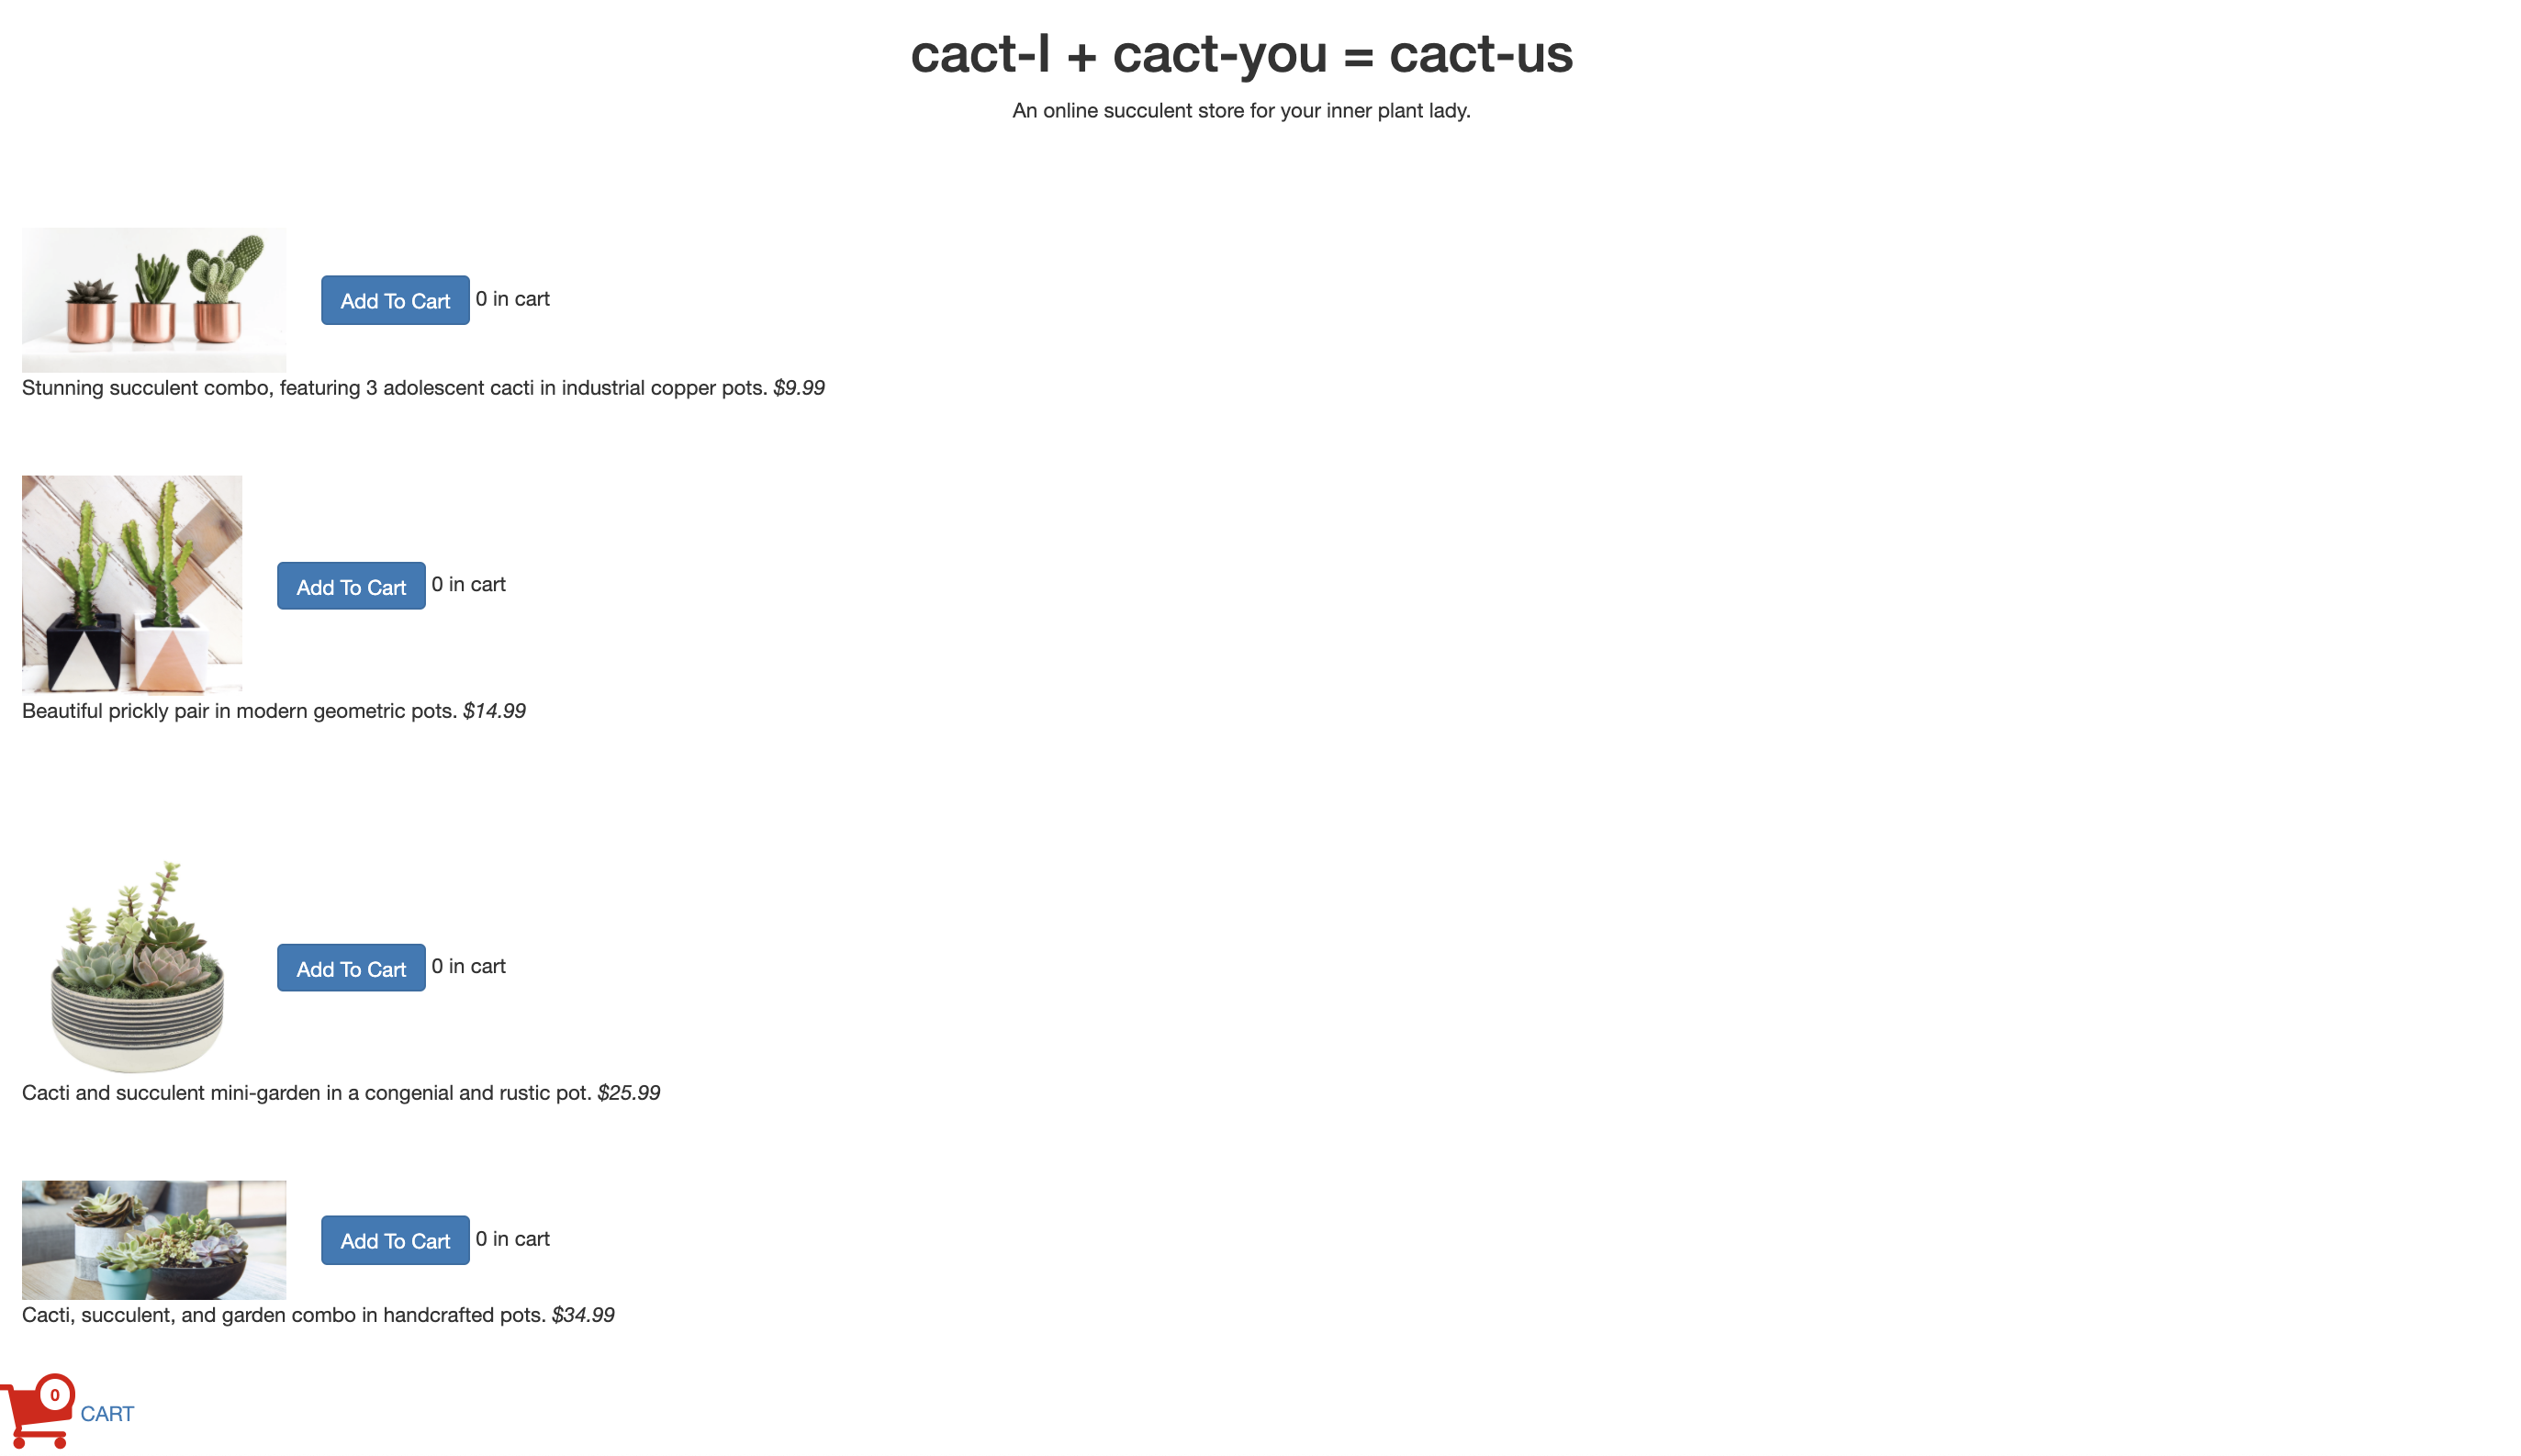 cact-I + cact-you = cact-us
An online succulent store for your inner plant lady.
Add To Cart 0 in cart
Stunning succulent combo, featuring 3 adolescent cacti in industrial copper pots. $9.99
Add To Cart 0 in cart
Beautiful prickly pair in modern geometric pots. $14.99
Add To Cart 0 in cart
Cacti and succulent mini-garden in a congenial and rustic pot. $25.99
Add To Cart 0 in cart
Cacti, succulent, and garden combo in handcrafted pots. $34.99
0
CART